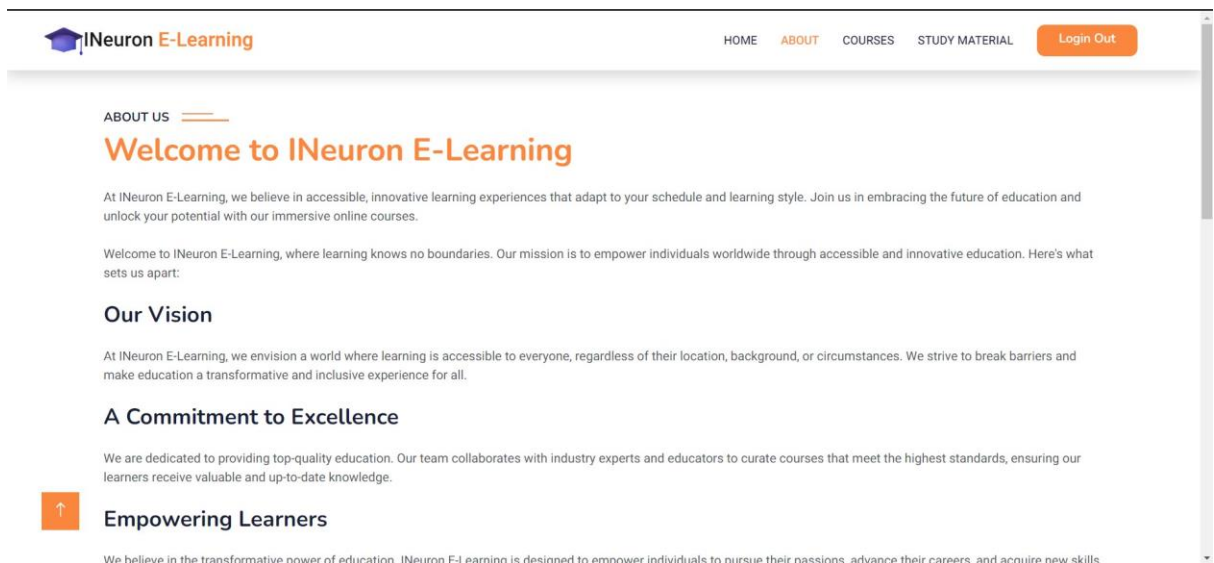 INeuron E-Learning
HOME ABOUT COURSES STUDY MATERIAL Login Out
ABOUT US
Welcome to INeuron E-Learning
At INeuron E-Learning, we believe in accessible, innovative learning experiences that adapt to your schedule and learning style. Join us in embracing the future of education and
unlock your potential with our immersive online courses.
Welcome to INeuron E-Learning, where learning knows no boundaries. Our mission is to empower individuals worldwide through accessible and innovative education. Here's what
sets us apart:
Our Vision
At INeuron E-Learning, we envision a world where learning is accessible to everyone, regardless of their location, background, or circumstances. We strive to break barriers and
make education a transformative and inclusive experience for all.
A Commitment to Excellence
We are dedicated to providing top-quality education. Our team collaborates with industry experts and educators to curate courses that meet the highest standards, ensuring our
learners receive valuable and up-to-date knowledge.
Empowering Learners
We believe in the transformative power of education. INeuron E-Learning is designed to empower individuals to pursue their passions, advance their careers, and acquire new skills